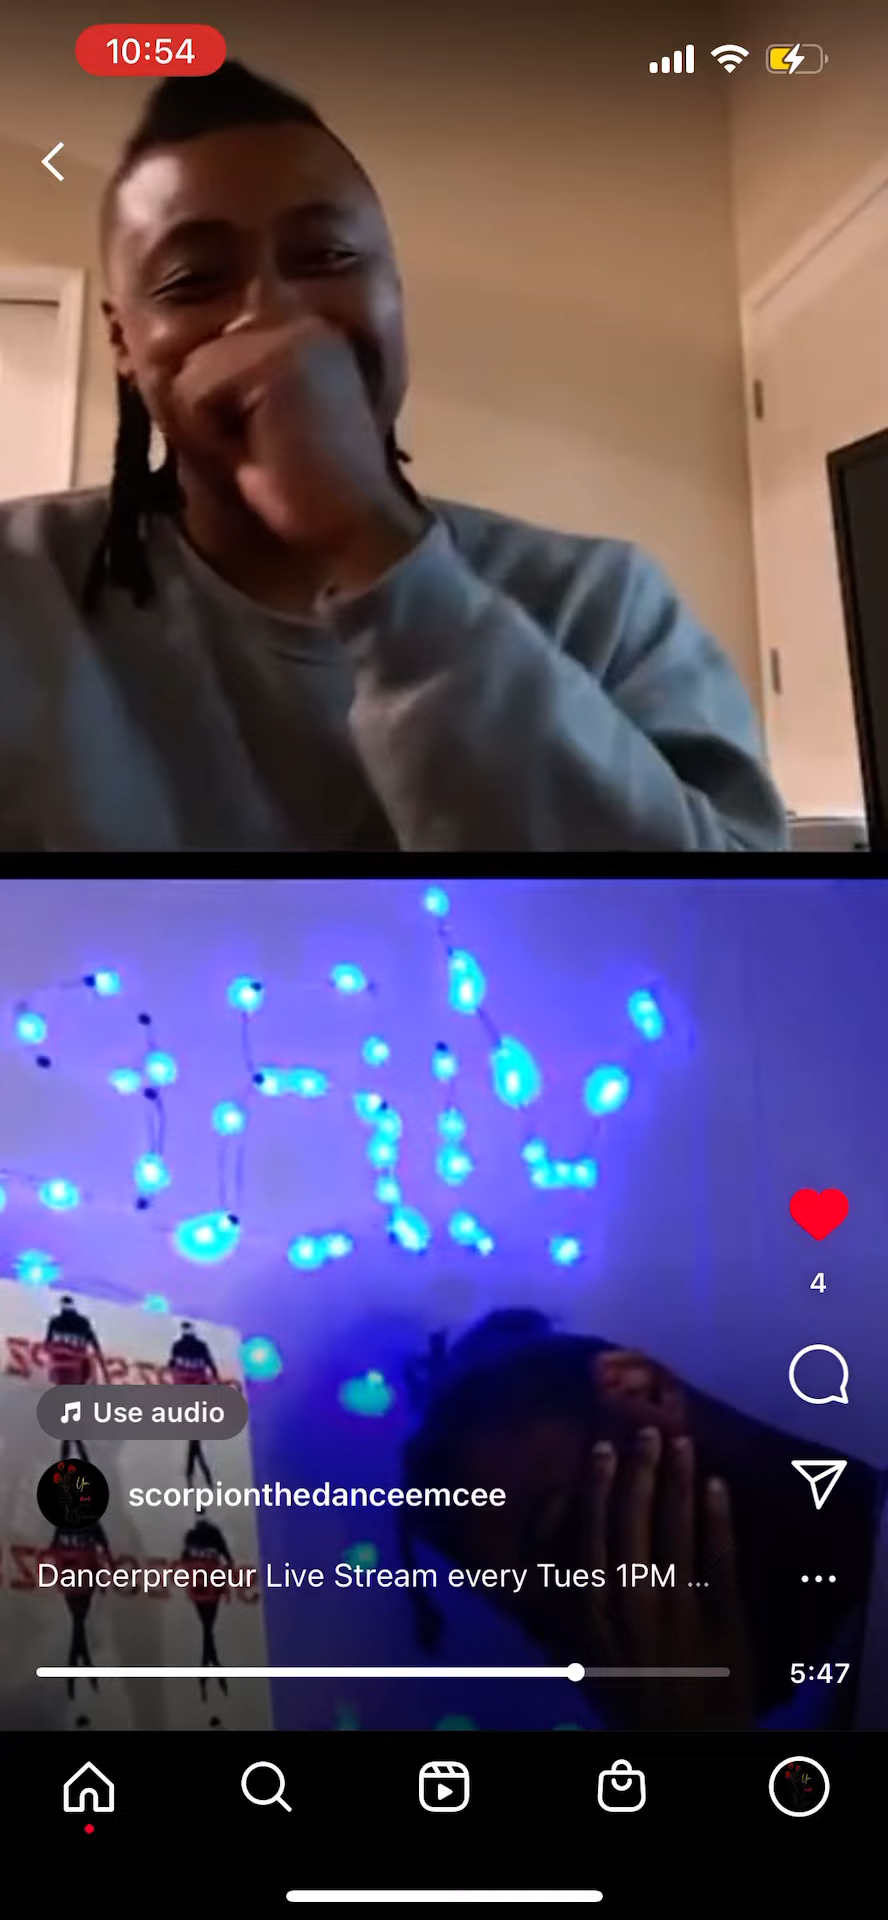 10:54
4
Use audio
scorpionthedanceemcee
Dancerpreneur Live Stream every Tues 1PM ...
5:47